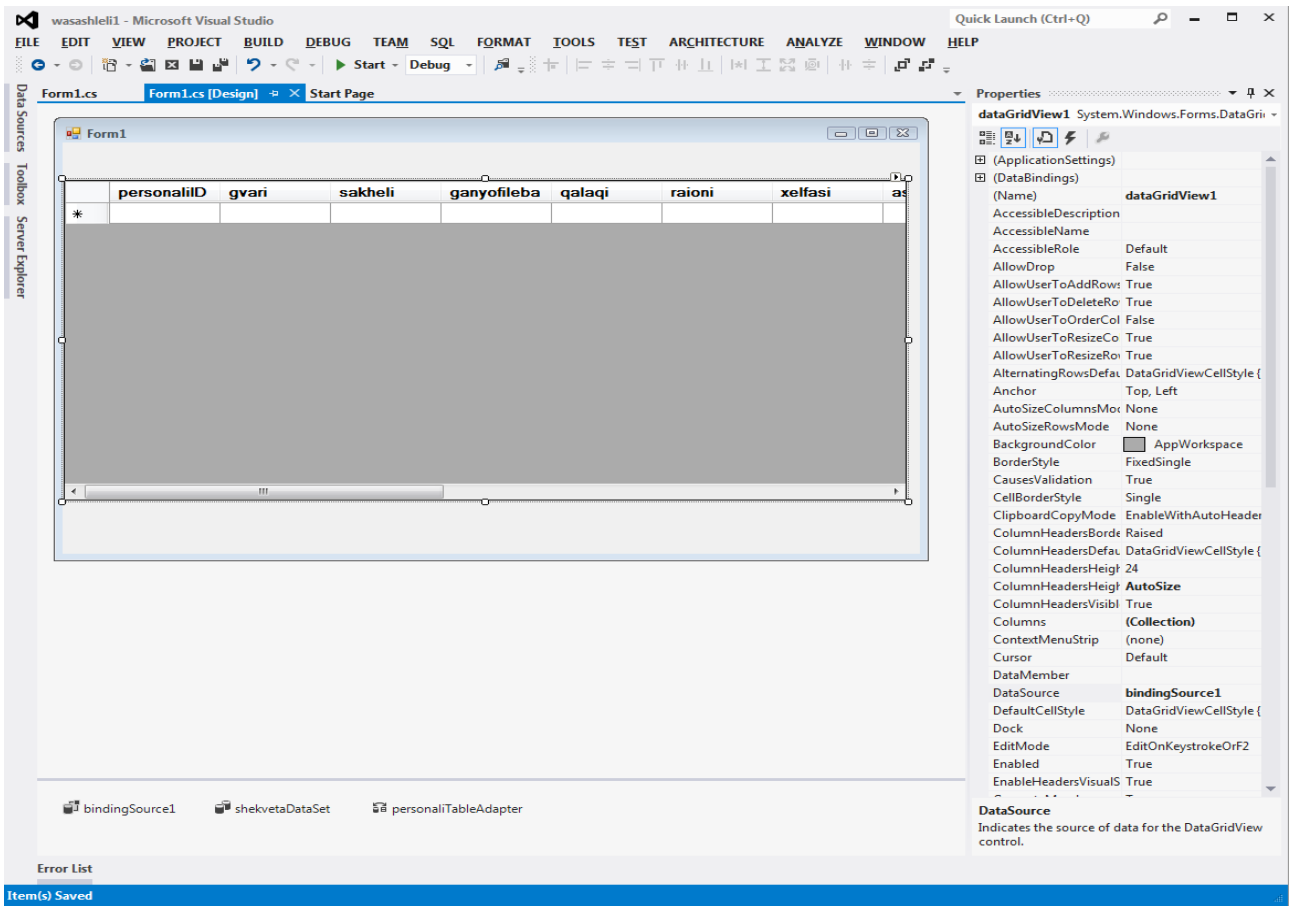 wasashleli1 - Microsoft Visual Studio
Quick Launch (Ctrl+Q)
FILE EDIT VIEW PROJECT BUILD DEBUG TEAM SQL FORMAT TOOLS TEST ARCHITECTURE ANALYZE WINDOW HELP
Start Debug
Data Sources
Toolbox
Server Explorer
Form1.cs Form1.cs [Design] Start Page
Form1
personaliID gvari sakheli ganyofileba qalaqi raioni xelfasi as
bindingSource1 shekvetaDataSet personaliTableAdapter
Properties
dataGridView1 System.Windows.Forms.DataGri
(ApplicationSettings)
(DataBindings)
(Name) dataGridView1
AccessibleDescription
AccessibleName
AccessibleRole Default
AllowDrop False
AllowUserToAddRows True
AllowUserToDeleteRo True
AllowUserToOrderCol False
AllowUserToResizeCo True
AllowUserToResizeRo True
AlternatingRowsDefau DataGridViewCellStyle {
Anchor Top, Left
AutoSizeColumnsMo None
AutoSizeRowsMode None
BackgroundColor AppWorkspace
BorderStyle FixedSingle
CausesValidation True
CellBorderStyle Single
ClipboardCopyMode EnableWithAutoHeader
ColumnHeadersBorde Raised
ColumnHeadersDefau DataGridViewCellStyle {
ColumnHeadersHeigh 24
ColumnHeadersHeigh AutoSize
ColumnHeadersVisibl True
Columns (Collection)
ContextMenuStrip (none)
Cursor Default
DataMember
DataSource bindingSource1
DefaultCellStyle DataGridViewCellStyle {
Dock None
EditMode EditOnKeystrokeOrF2
Enabled True
EnableHeadersVisualS True
DataSource
Indicates the source of data for the DataGridView
control.
Error List
Item(s) Saved